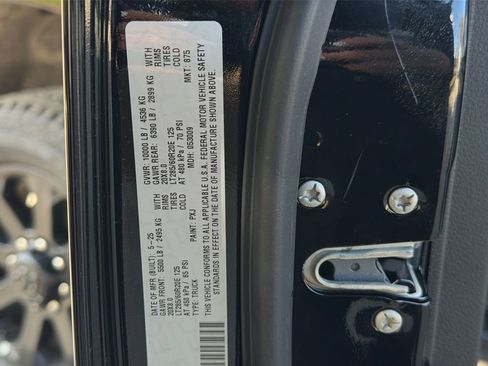 DATE OF MFR (BUILT): 5-25 GVWR: 10000 LB / 4536 KG
GAWR FRONT: 5500 LB / 2495 KG WITH GAWR REAR: 6390 LB / 2899 KG WITH
20X8.0 RIMS 20X8.0 RIMS
LT285/60R20E 125 TIRES LT285/60R20E 125 TIRES
AT 450 kPa / 65 PSI COLD AT 480 kPa / 70 PSI COLD
TYPE: TRUCK PAINT: PXJ MDH: 053009 MKT: 875
THIS VEHICLE CONFORMS TO ALL APPLICABLE U.S.A. FEDERAL MOTOR VEHICLE SAFETY
STANDARDS IN EFFECT ON THE DATE OF MANUFACTURE SHOWN ABOVE.